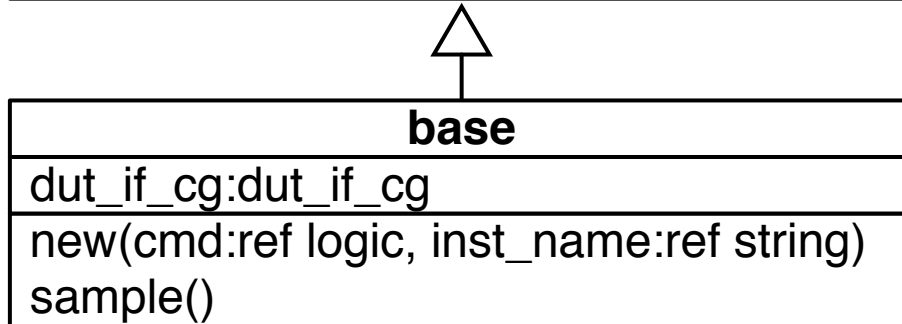 base
dut_if_cg:dut_if_cg
new(cmd:ref logic, inst_name:ref string)
sample()